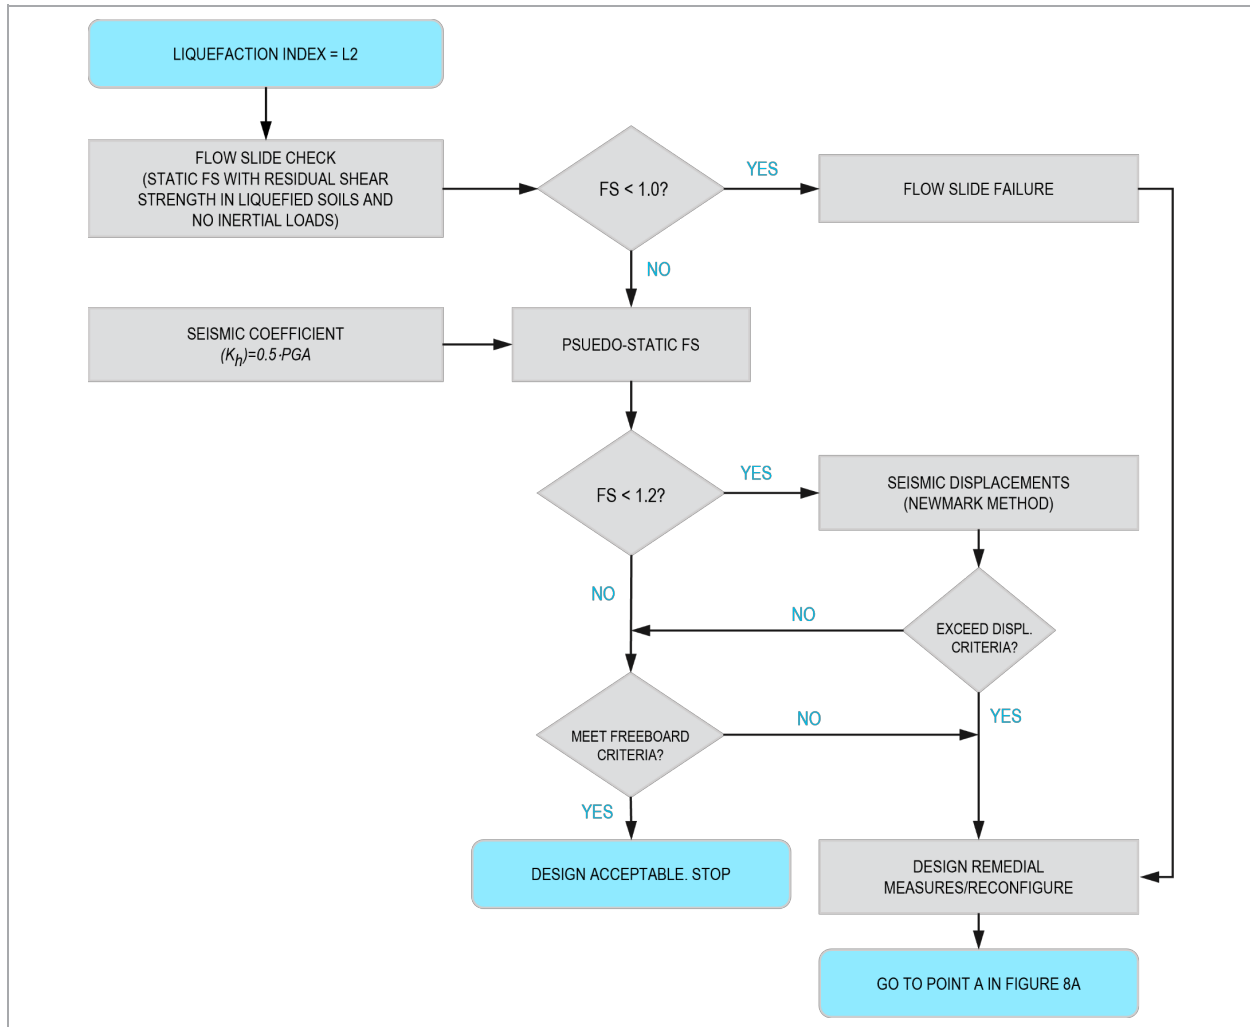 LIQUEFACTION INDEX = L2
FLOW SLIDE CHECK
(STATIC FS WITH RESIDUAL SHEAR
STRENGTH IN LIQUEFIED SOILS AND
NO INERTIAL LOADS)
FS < 1.0?
YES
FLOW SLIDE FAILURE
NO
SEISMIC COEFFICIENT
(Kh)=0.5·PGA
PSUEDO-STATIC FS
FS < 1.2?
YES
SEISMIC DISPLACEMENTS
(NEWMARK METHOD)
NO
NO
EXCEED DISPL.
CRITERIA?
MEET FREEBOARD
CRITERIA?
NO
YES
YES
DESIGN ACCEPTABLE. STOP
DESIGN REMEDIAL
MEASURES/RECONFIGURE
GO TO POINT A IN FIGURE 8A